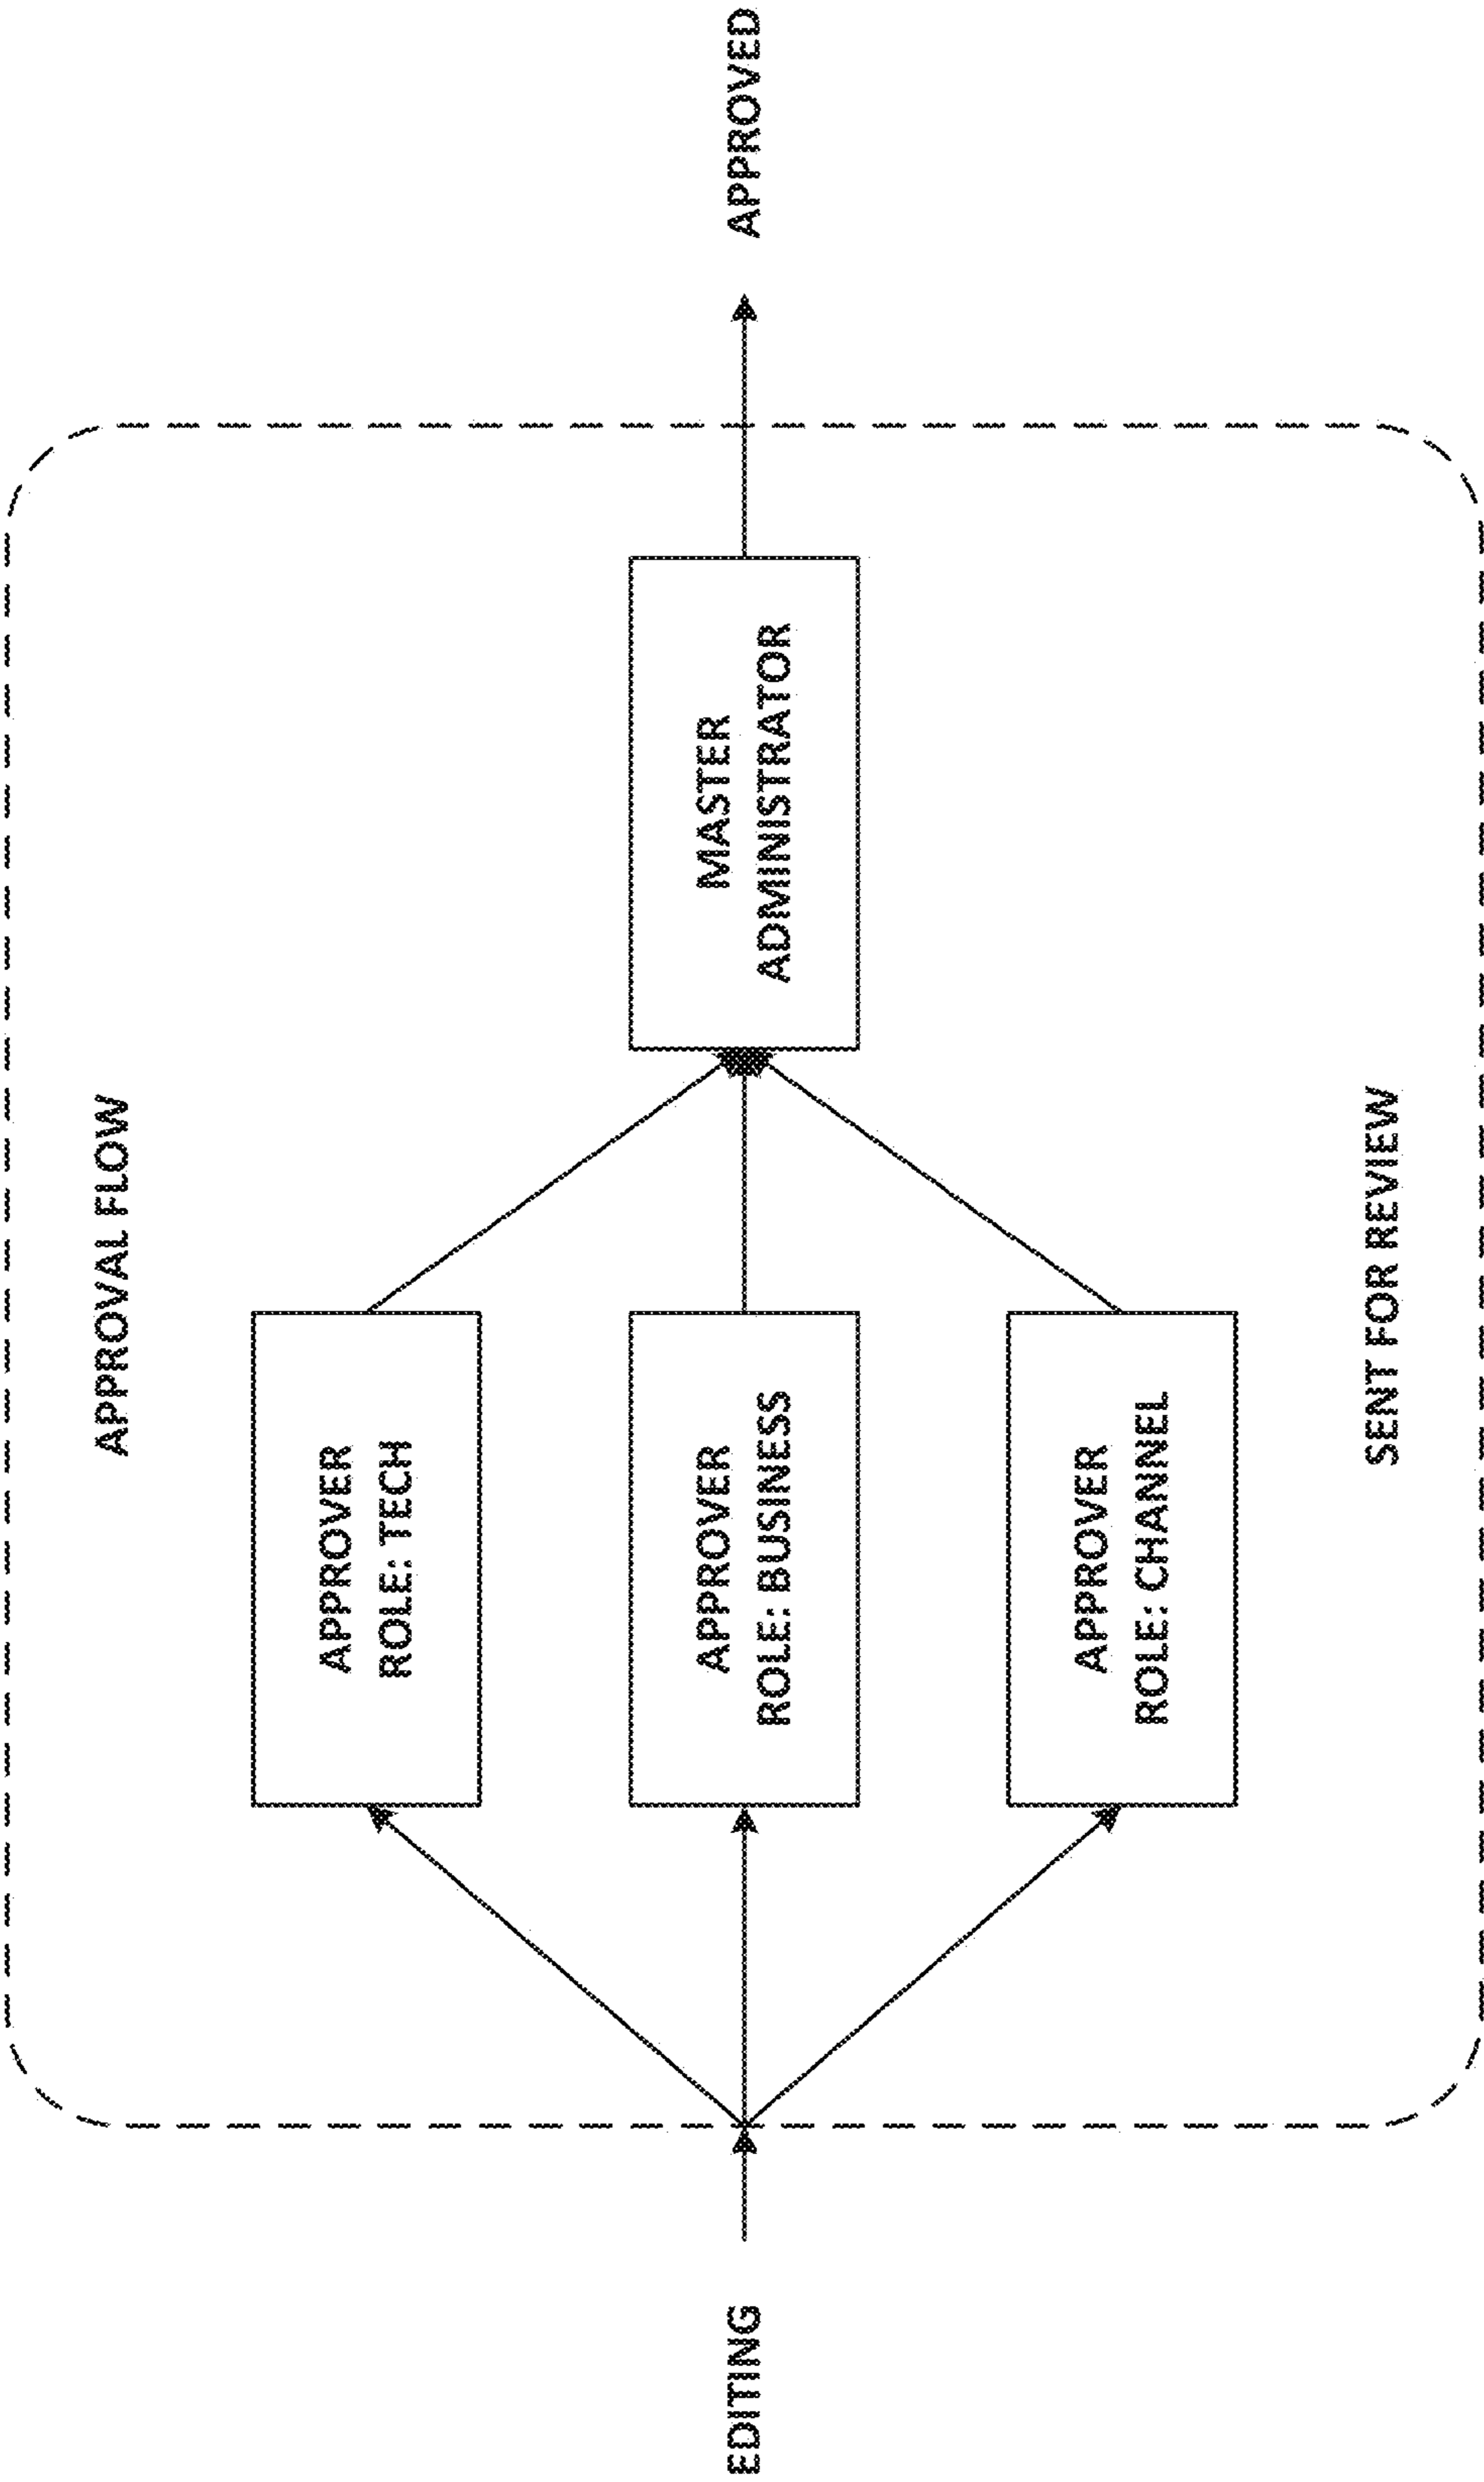 APPROVAL FLOW
EDITING
APPROVER
ROLE: TECH
APPROVER
ROLE: BUSINESS
APPROVER
ROLE: CHANNEL
MASTER
ADMINISTRATOR
APPROVED
SENT FOR REVIEW